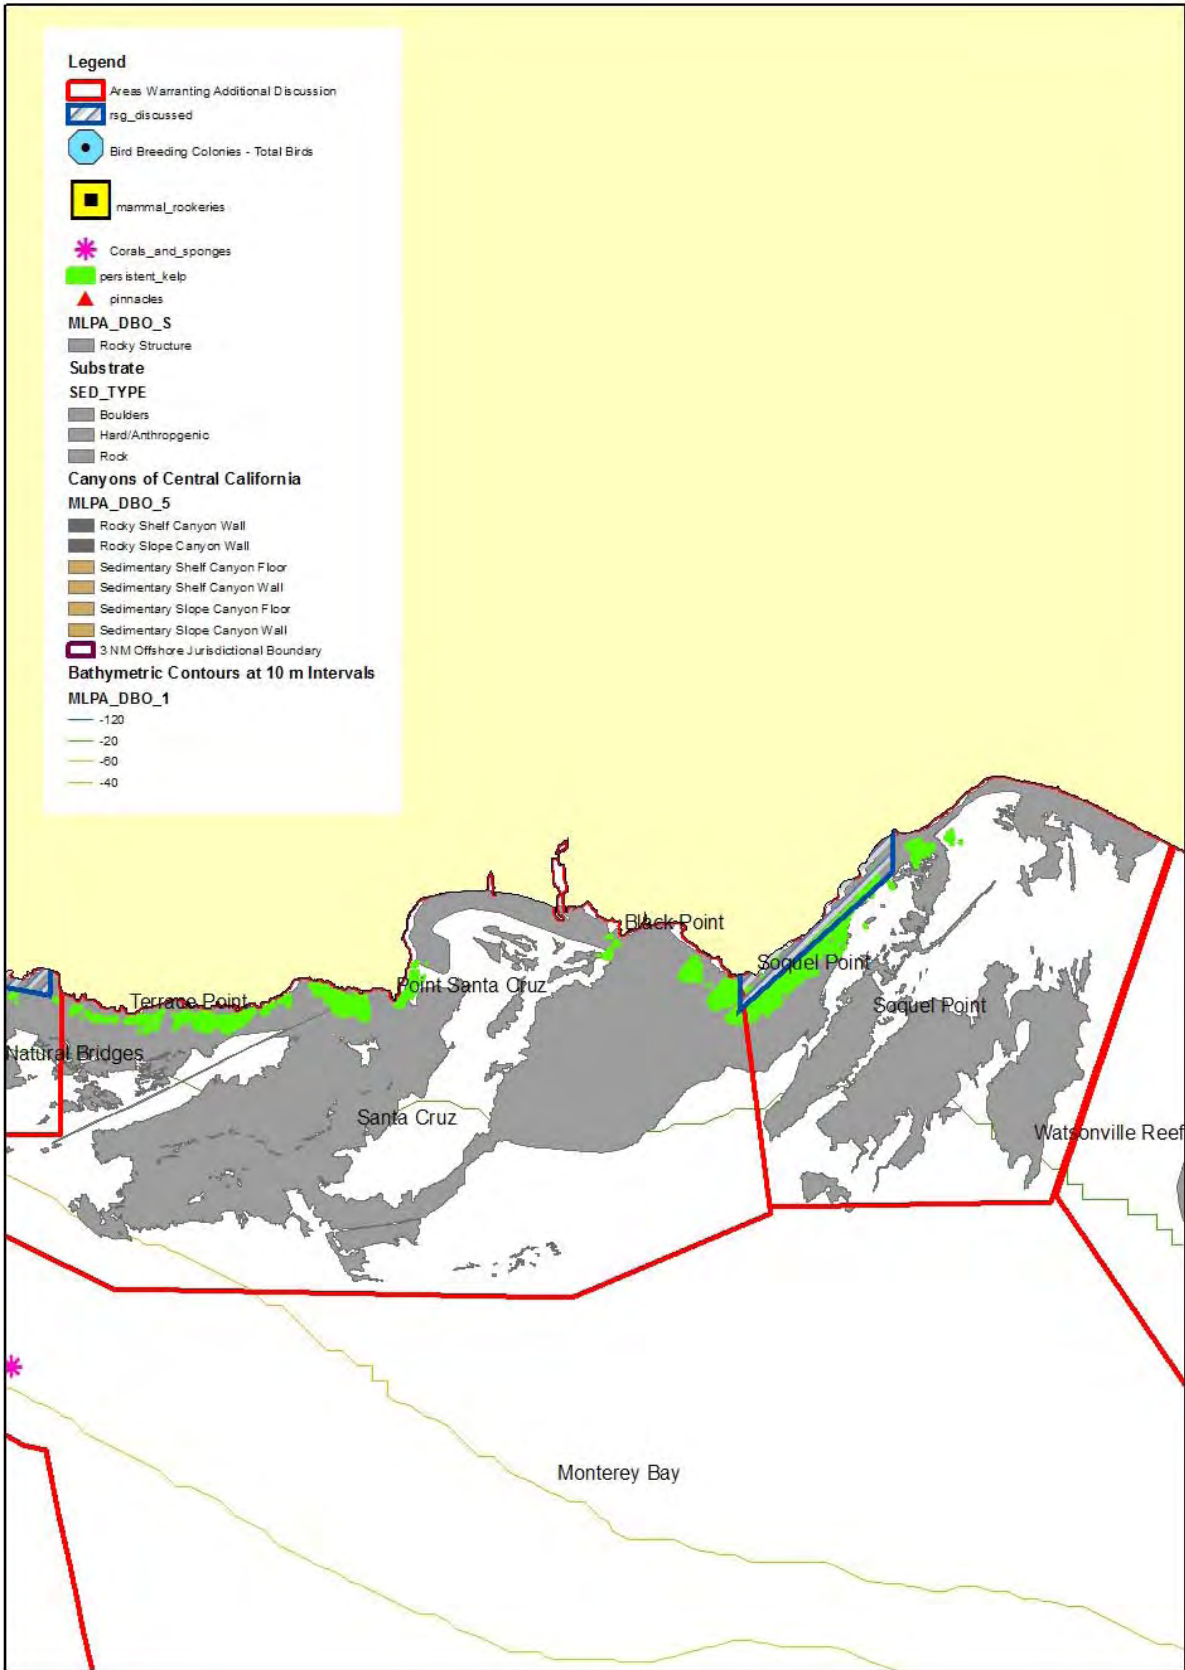 Legend
Areas Warranting Additional Discussion
rsg_discussed
Bird Breeding Colonies - Total Birds
mammal_rookeries
Corals_and_sponges
persistent_kelp
pinnacles
MLPA_DBO_S
Rocky Structure
Substrate
SED_TYPE
Boulders
Hard/Anthropgenic
Rock
Canyons of Central California
MLPA_DBO_5
Rocky Shelf Canyon Wall
Rocky Slope Canyon Wall
Sedimentary Shelf Canyon Floor
Sedimentary Shelf Canyon Wall
Sedimentary Slope Canyon Floor
Sedimentary Slope Canyon Wall
3 NM Offshore Jurisdictional Boundary
Bathymetric Contours at 10 m Intervals
MLPA_DBO_1
-120
-20
-60
-40
Black Point
Soquel Point
Point Santa Cruz
Terrace Point
Soquel Point
Natural Bridges
Santa Cruz
Watsonville Reef
Monterey Bay